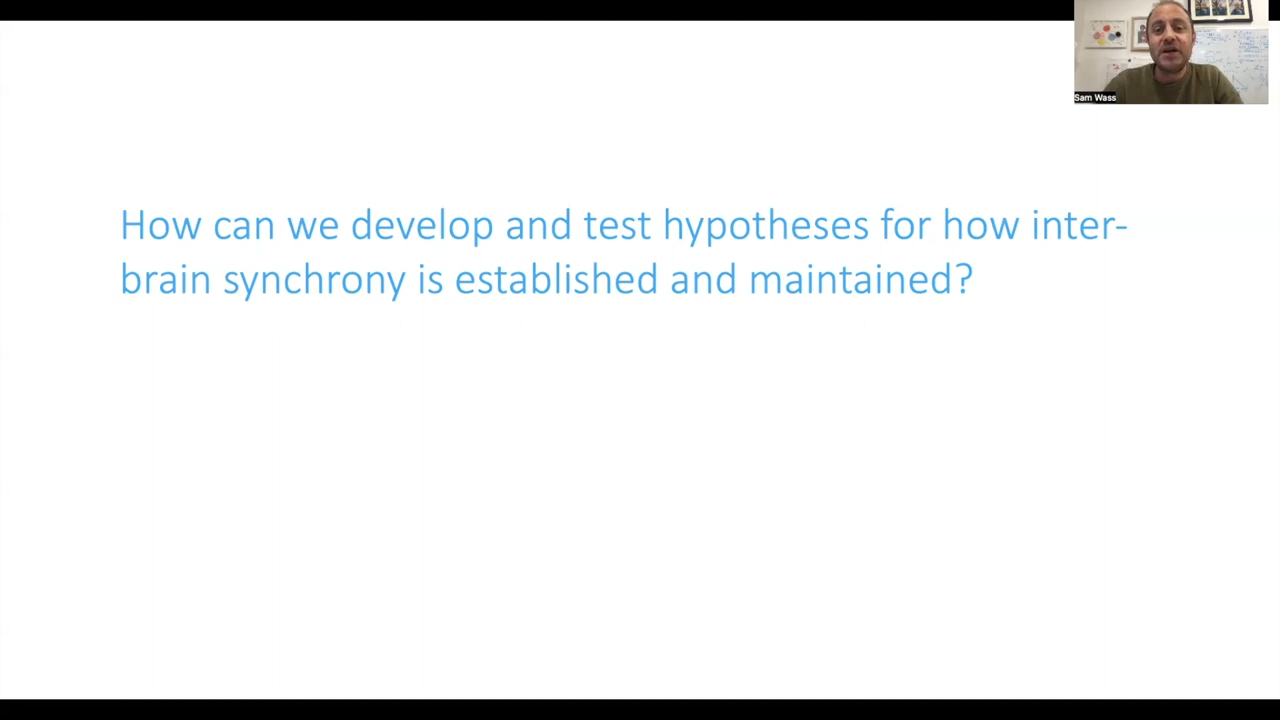 Sam Wass
How can we develop and test hypotheses for how inter-
brain synchrony is established and maintained?